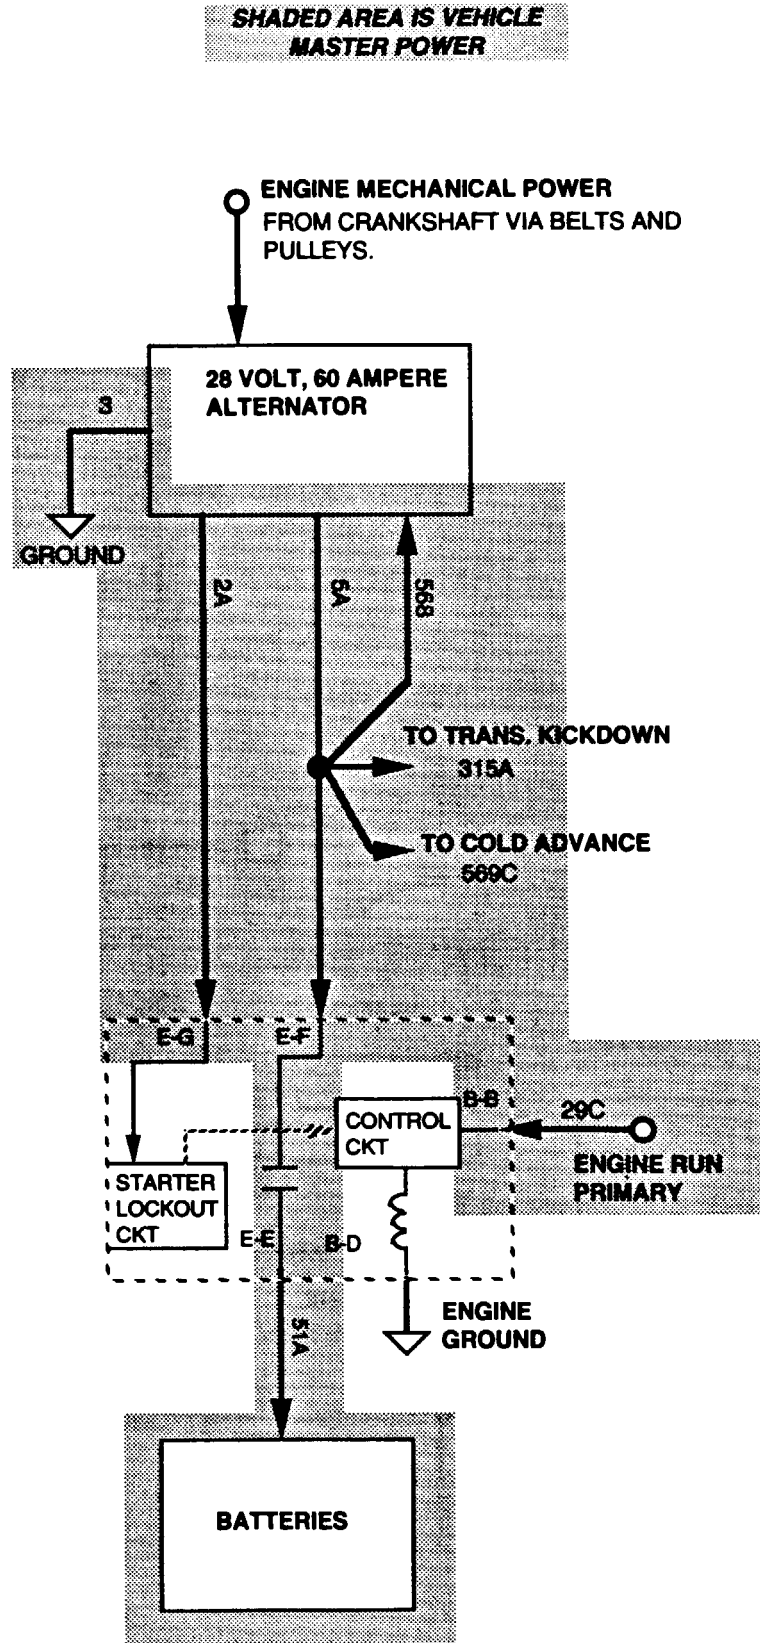 SHADED AREA IS VEHICLE
MASTER POWER
ENGINE MECHANICAL POWER
FROM CRANKSHAFT VIA BELTS AND
PULLEYS.
28 VOLT, 60 AMPERE
ALTERNATOR
3
GROUND
2A
5A
568
TO TRANS. KICKDOWN
315A
TO COLD ADVANCE
569C
E-G
E-F
B-B
29C
CONTROL
CKT
ENGINE RUN
PRIMARY
STARTER
LOCKOUT
CKT
E-E
B-D
ENGINE
GROUND
51A
BATTERIES